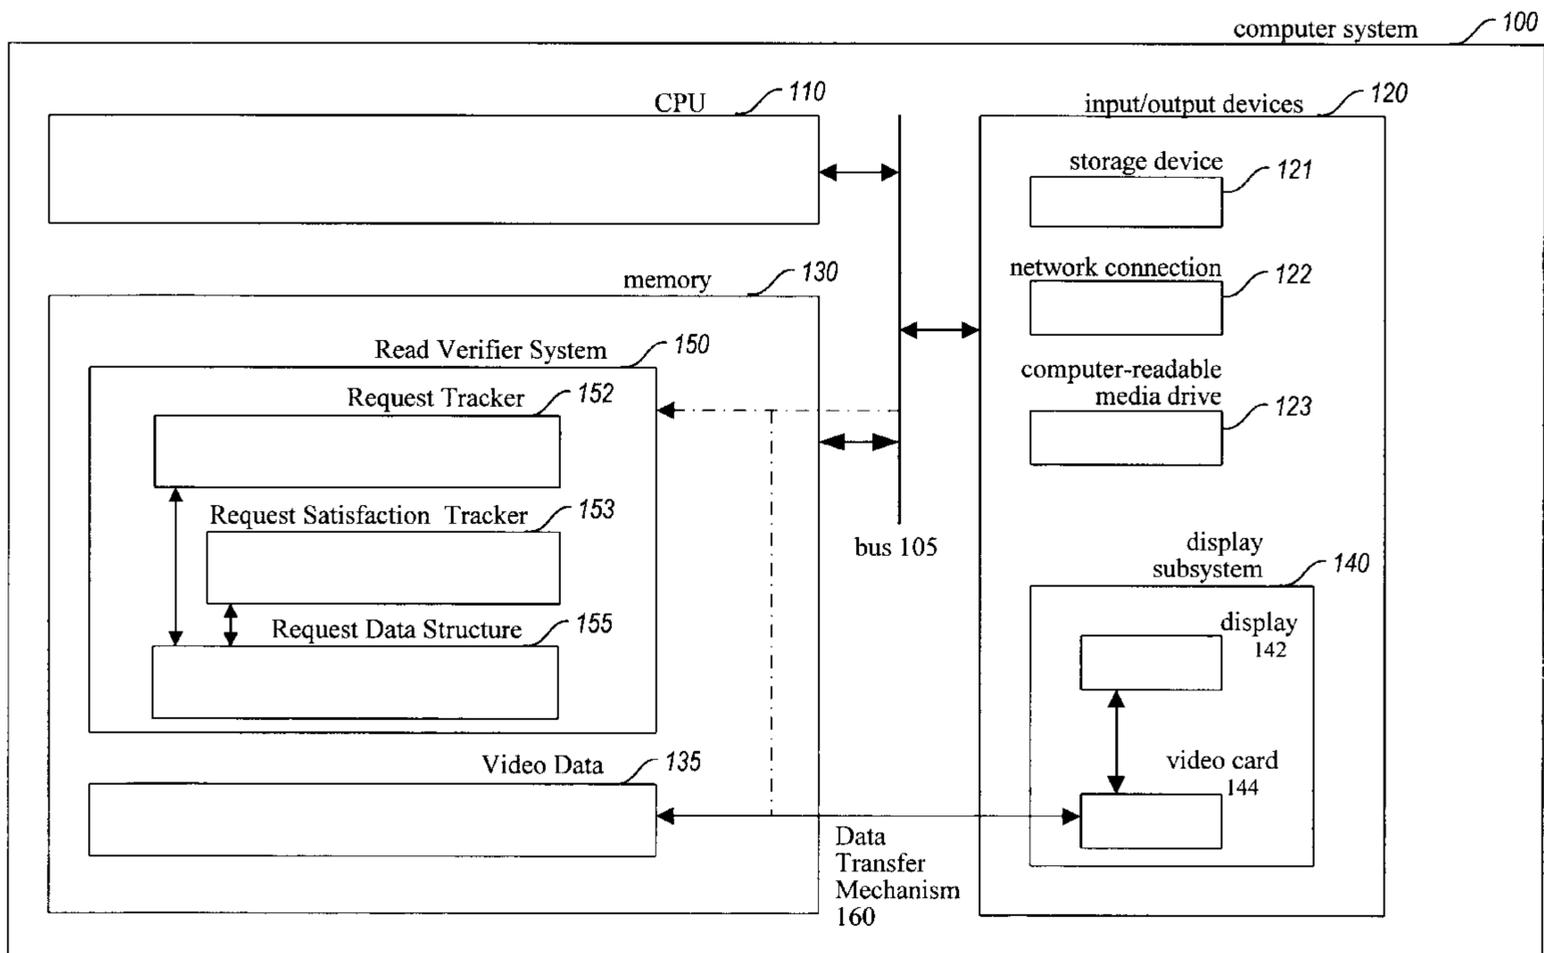 computer system 100
CPU 110
input/output devices 120
storage device 121
network connection 122
computer-readable
media drive 123
memory 130
Read Verifier System 150
Request Tracker 152
Request Satisfaction Tracker 153
Request Data Structure 155
Video Data 135
bus 105
display
subsystem 140
display
142
video card
144
Data
Transfer
Mechanism
160